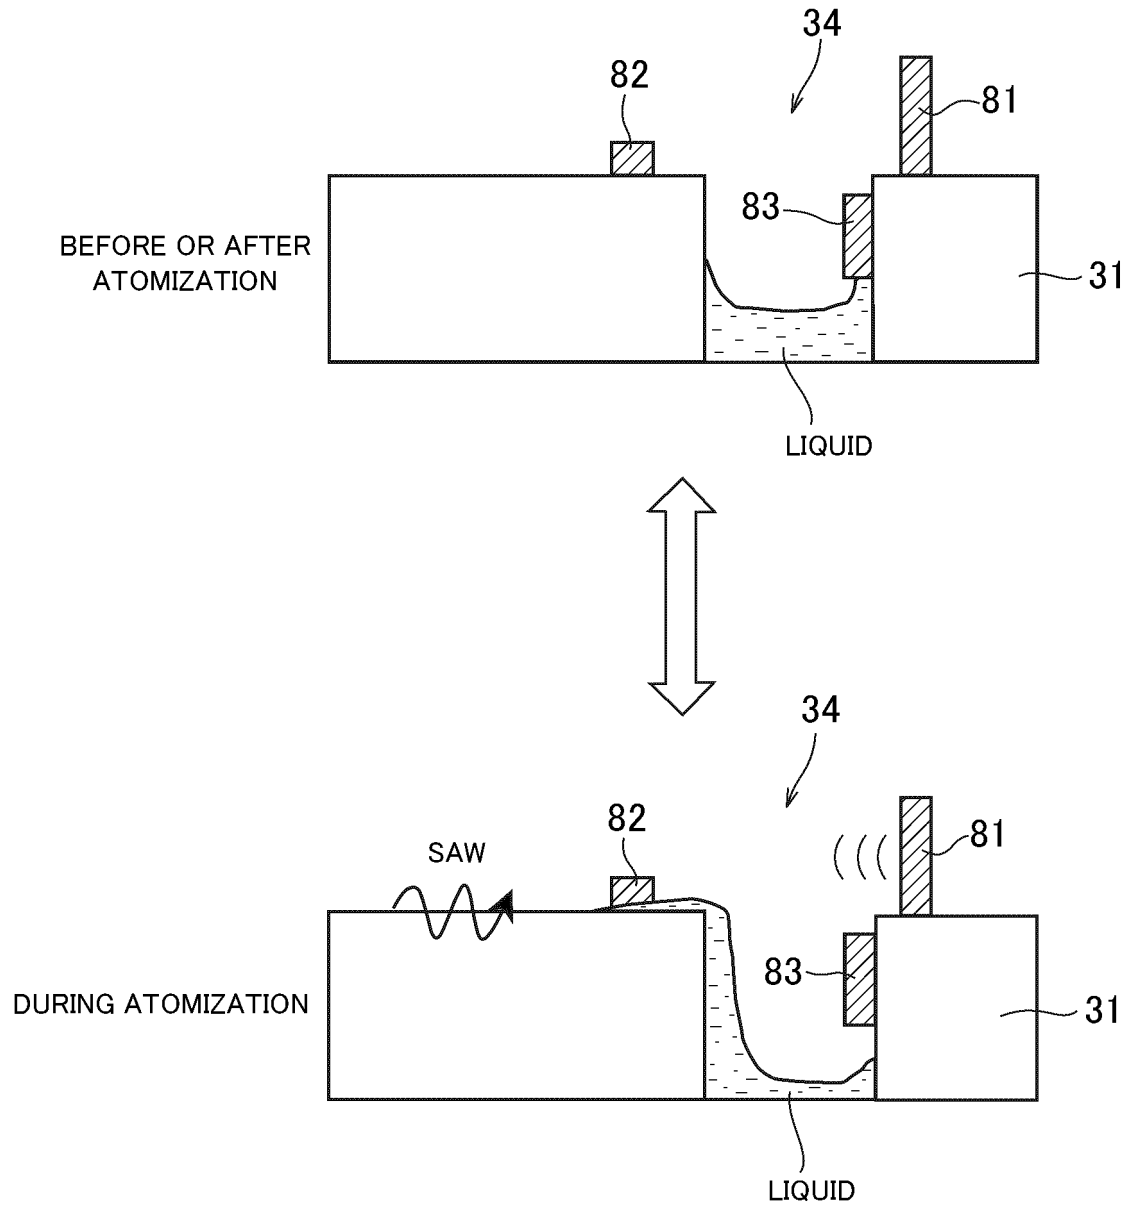 34
82
81
83
BEFORE OR AFTER
ATOMIZATION
31
LIQUID
34
82
81
SAW
83
DURING ATOMIZATION
31
LIQUID